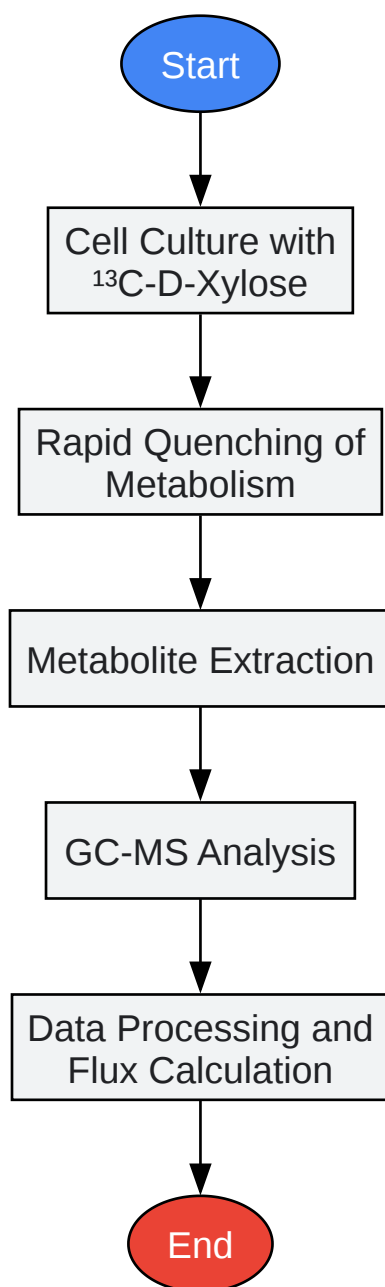 Start
Cell Culture with
¹³C-D-Xylose
Rapid Quenching of
Metabolism
Metabolite Extraction
GC-MS Analysis
Data Processing and
Flux Calculation
End